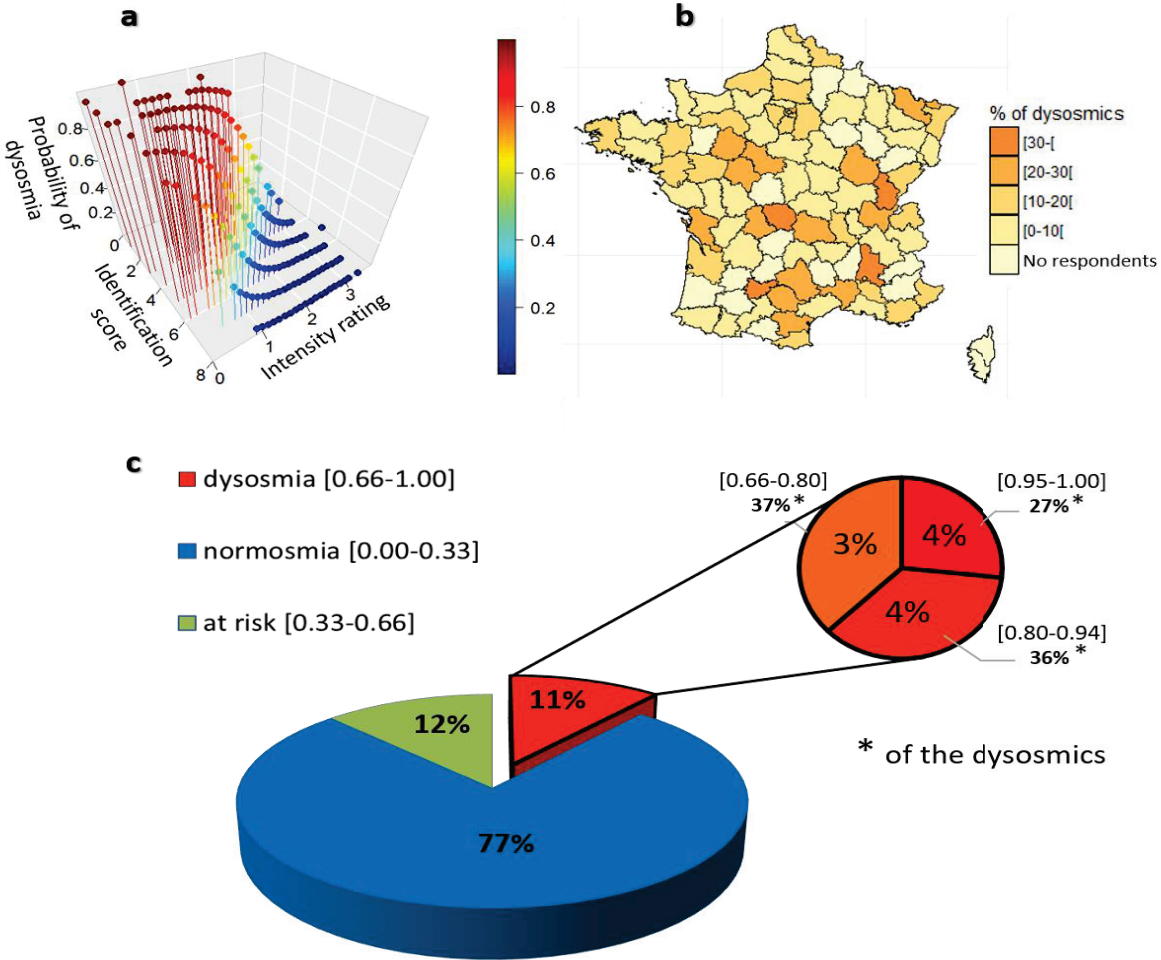 a
Probability of
dysosmia
0.8
0.6
0.4
0.2
0
2
4
6
8
Identification
score
0
1
2
3
Intensity rating
0.8
0.6
0.4
0.2
b
% of dysosmics
[30-[
[20-30[
[10-20[
[0-10[
No respondents
c
dysosmia [0.66-1.00]
normosmia [0.00-0.33]
at risk [0.33-0.66]
[0.66-0.80]
37% *
[0.95-1.00]
27% *
3%
4%
4%
[0.80-0.94]
36% *
11%
12%
77%
* of the dysosmics